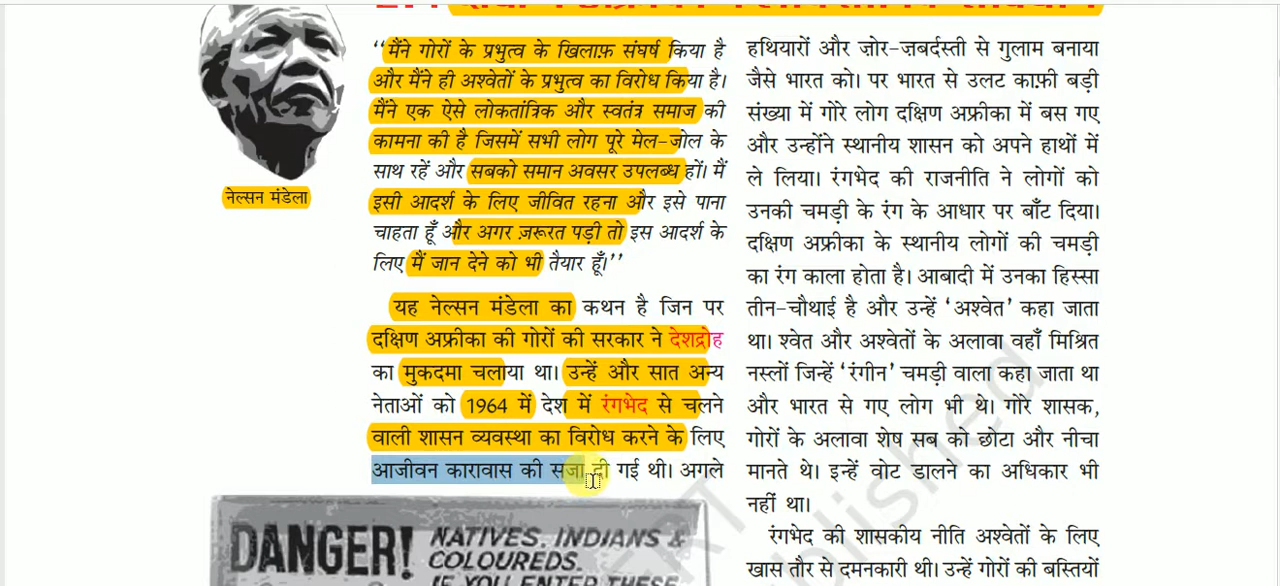 नेल्सन मंडेला
‘‘मैंने गोरों के प्रभुत्व के खिलाफ़ संघर्ष किया है
और मैंने ही अश्वेतों के प्रभुत्व का विरोध किया है।
मैंने एक ऐसे लोकतांत्रिक और स्वतंत्र समाज की
कामना की है जिसमें सभी लोग पूरे मेल-जोल के
साथ रहें और सबको समान अवसर उपलब्ध हों। मैं
इसी आदर्श के लिए जीवित रहना और इसे पाना
चाहता हूँ और अगर ज़रूरत पड़ी तो इस आदर्श के
लिए मैं जान देने को भी तैयार हूँ।’’
यह नेल्सन मंडेला का कथन है जिन पर
दक्षिण अफ्रीका की गोरों की सरकार ने देशद्रोह
का मुकदमा चलाया था। उन्हें और सात अन्य
नेताओं को 1964 में देश में रंगभेद से चलने
वाली शासन व्यवस्था का विरोध करने के लिए
आजीवन कारावास की सजा दी गई थी। अगले
DANGER!
NATIVES, INDIANS &
COLOUREDS.
IF YOU ENTER THESE
हथियारों और जोर-जबर्दस्ती से गुलाम बनाया
जैसे भारत को। पर भारत से उलट काफ़ी बड़ी
संख्या में गोरे लोग दक्षिण अफ्रीका में बस गए
और उन्होंने स्थानीय शासन को अपने हाथों में
ले लिया। रंगभेद की राजनीति ने लोगों को
उनकी चमड़ी के रंग के आधार पर बाँट दिया।
दक्षिण अफ्रीका के स्थानीय लोगों की चमड़ी
का रंग काला होता है। आबादी में उनका हिस्सा
तीन-चौथाई है और उन्हें ‘अश्वेत’ कहा जाता
था। श्वेत और अश्वेतों के अलावा वहाँ मिश्रित
नस्लों जिन्हें ‘रंगीन’ चमड़ी वाला कहा जाता था
और भारत से गए लोग भी थे। गोरे शासक,
गोरों के अलावा शेष सब को छोटा और नीचा
मानते थे। इन्हें वोट डालने का अधिकार भी
नहीं था।
रंगभेद की शासकीय नीति अश्वेतों के लिए
खास तौर से दमनकारी थी। उन्हें गोरों की बस्तियों